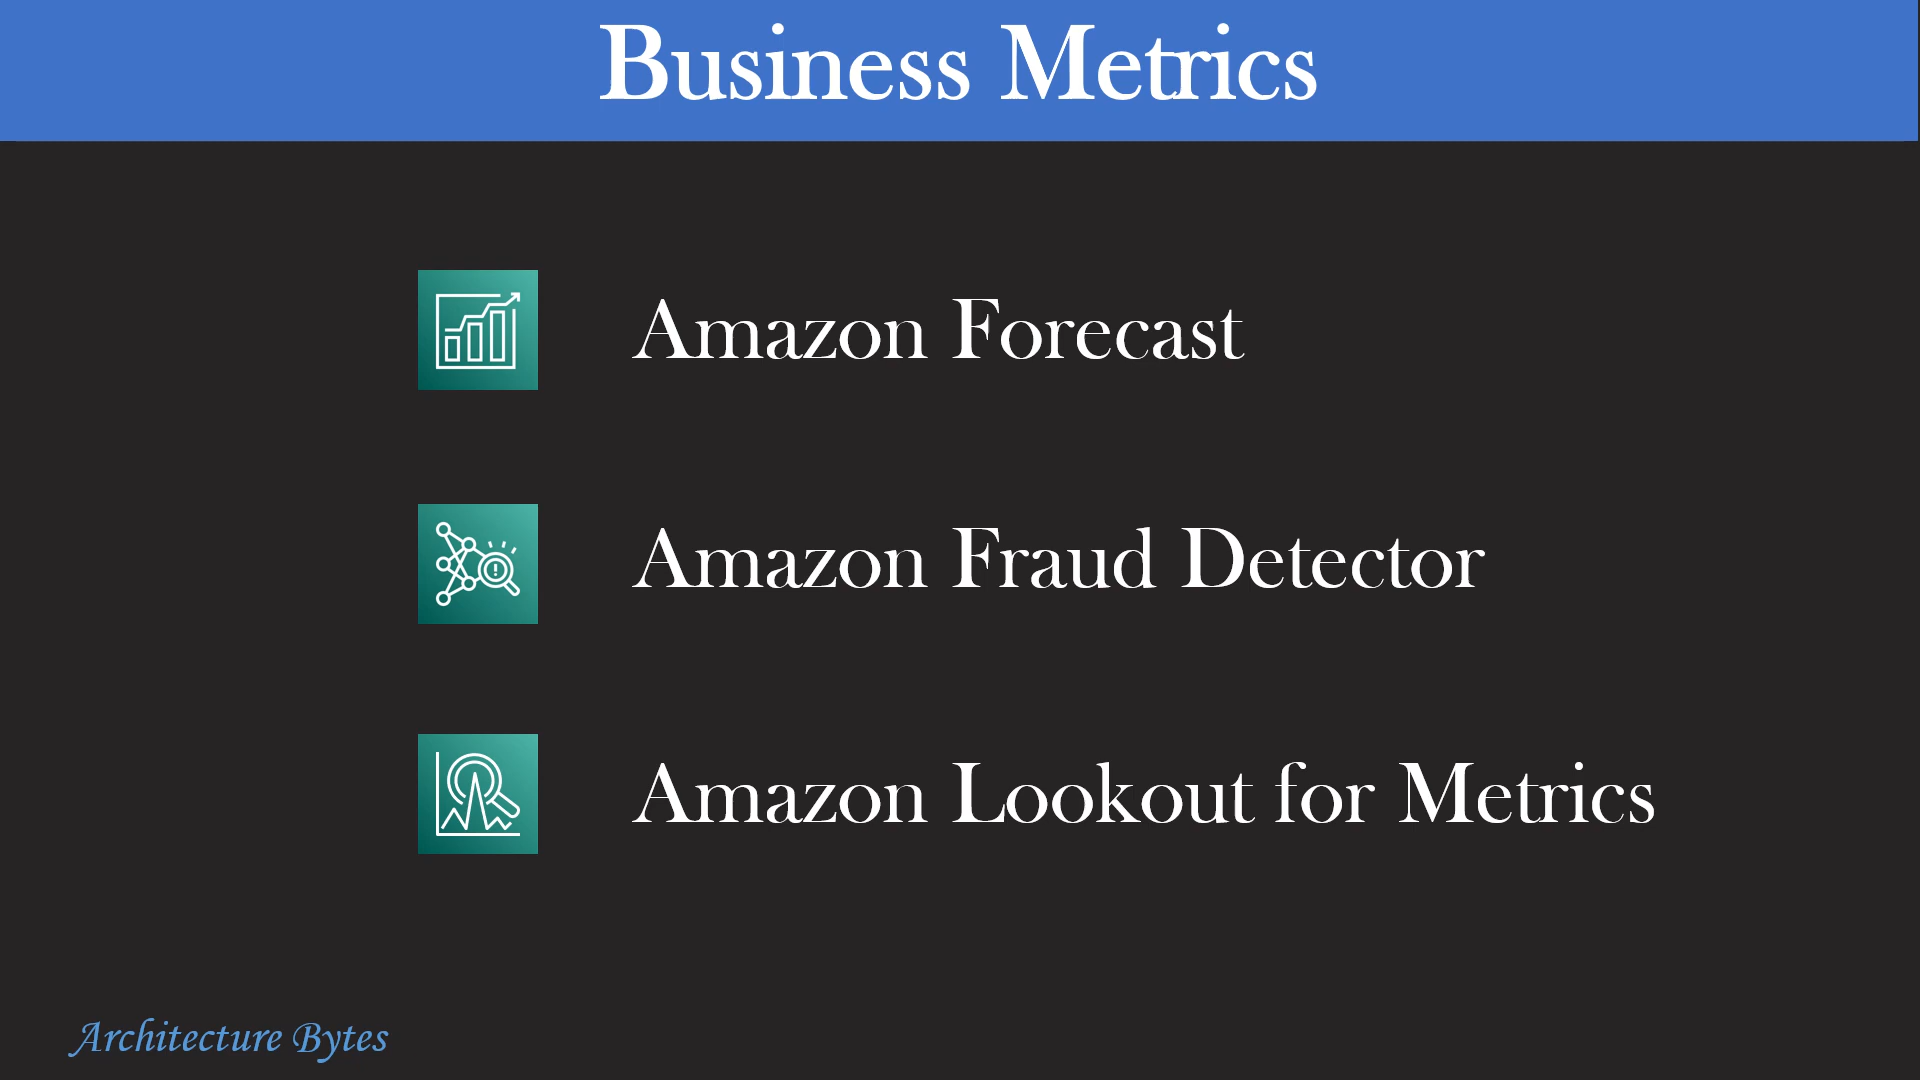 Business Metrics
Amazon Forecast
Amazon Fraud Detector
Amazon Lookout for Metrics
Architecture Bytes